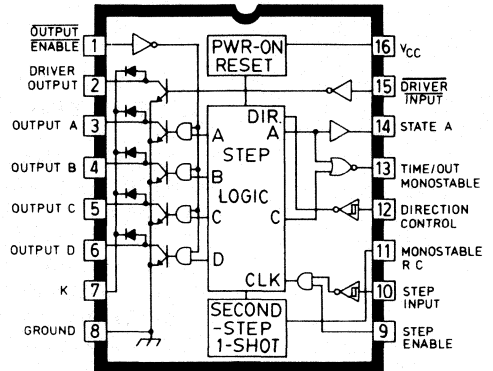 OUTPUT
ENABLE
1
DRIVER
OUTPUT
2
OUTPUT A
3
OUTPUT B
4
OUTPUT C
5
OUTPUT D
6
K
7
GROUND
8
PWR-ON
RESET
DIR.
A
A
STEP
B
LOGIC
C
C
D
CLK
SECOND
-STEP
1-SHOT
16
VCC
15
DRIVER
INPUT
14
STATE A
13
TIME/OUT
MONOSTABLE
12
DIRECTION
CONTROL
11
MONOSTABLE
R C
10
STEP
INPUT
9
STEP
ENABLE